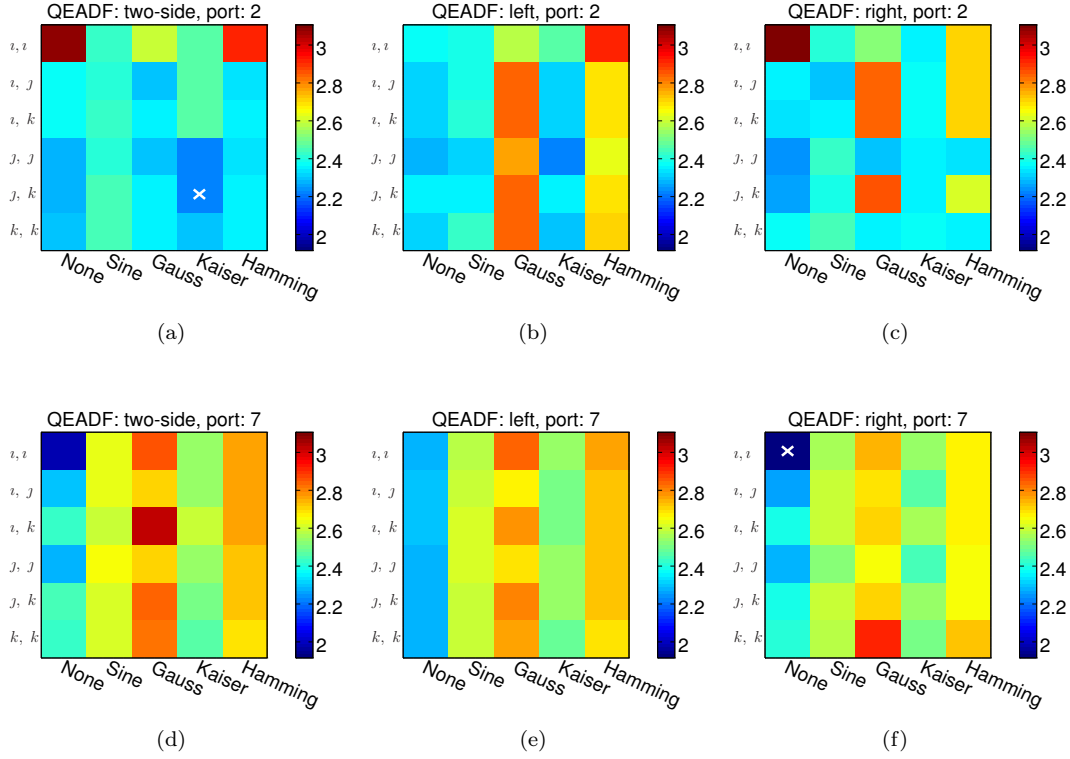 QEADF: two-side, port: 2
ı, ı
ı, ȷ
ı, k
ȷ, ȷ
ȷ, k
k, k
None Sine Gauss Kaiser Hamming
3
2.8
2.6
2.4
2.2
2
(a)
QEADF: left, port: 2
ı, ı
ı, ȷ
ı, k
ȷ, ȷ
ȷ, k
k, k
None Sine Gauss Kaiser Hamming
3
2.8
2.6
2.4
2.2
2
(b)
QEADF: right, port: 2
ı, ı
ı, ȷ
ı, k
ȷ, ȷ
ȷ, k
k, k
None Sine Gauss Kaiser Hamming
3
2.8
2.6
2.4
2.2
2
(c)
QEADF: two-side, port: 7
ı, ı
ı, ȷ
ı, k
ȷ, ȷ
ȷ, k
k, k
None Sine Gauss Kaiser Hamming
3
2.8
2.6
2.4
2.2
2
(d)
QEADF: left, port: 7
ı, ı
ı, ȷ
ı, k
ȷ, ȷ
ȷ, k
k, k
None Sine Gauss Kaiser Hamming
3
2.8
2.6
2.4
2.2
2
(e)
QEADF: right, port: 7
ı, ı
ı, ȷ
ı, k
ȷ, ȷ
ȷ, k
k, k
None Sine Gauss Kaiser Hamming
3
2.8
2.6
2.4
2.2
2
(f)